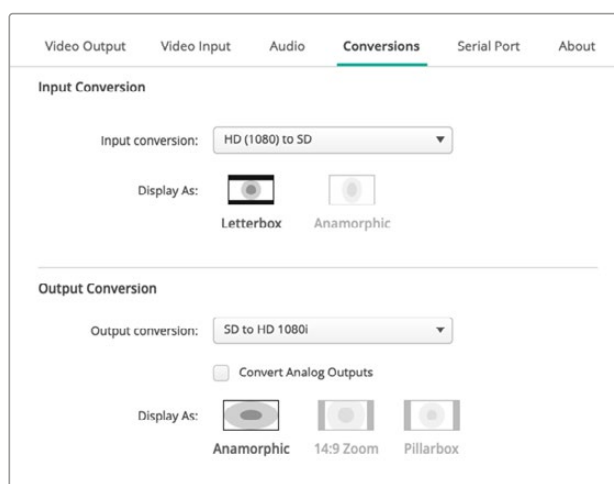 Video Output Video Input Audio Conversions Serial Port About
Input Conversion
Input conversion: HD (1080) to SD
Display As:
Letterbox Anamorphic
Output Conversion
Output conversion: SD to HD 1080i
Convert Analog Outputs
Display As:
Anamorphic 14:9 Zoom Pillarbox